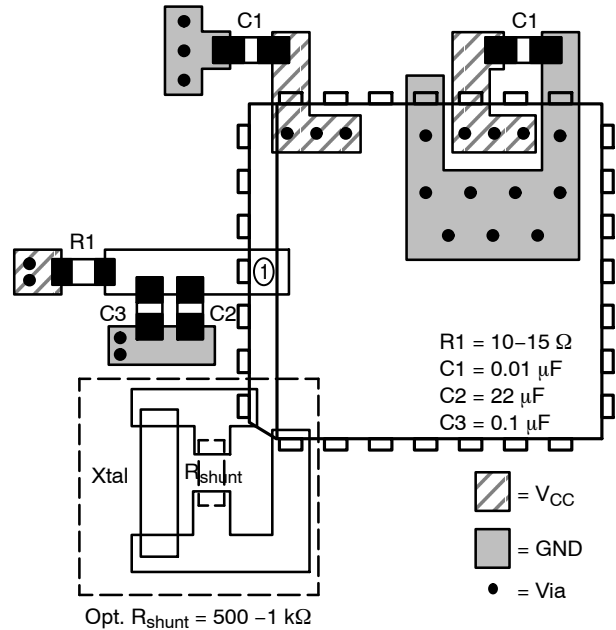 C1
C1
R1
1
C3
C2
R1 = 10–15 Ω
C1 = 0.01 μF
C2 = 22 μF
C3 = 0.1 μF
Xtal
Rshunt
= VCC
= GND
= Via
Opt. Rshunt = 500 –1 kΩ